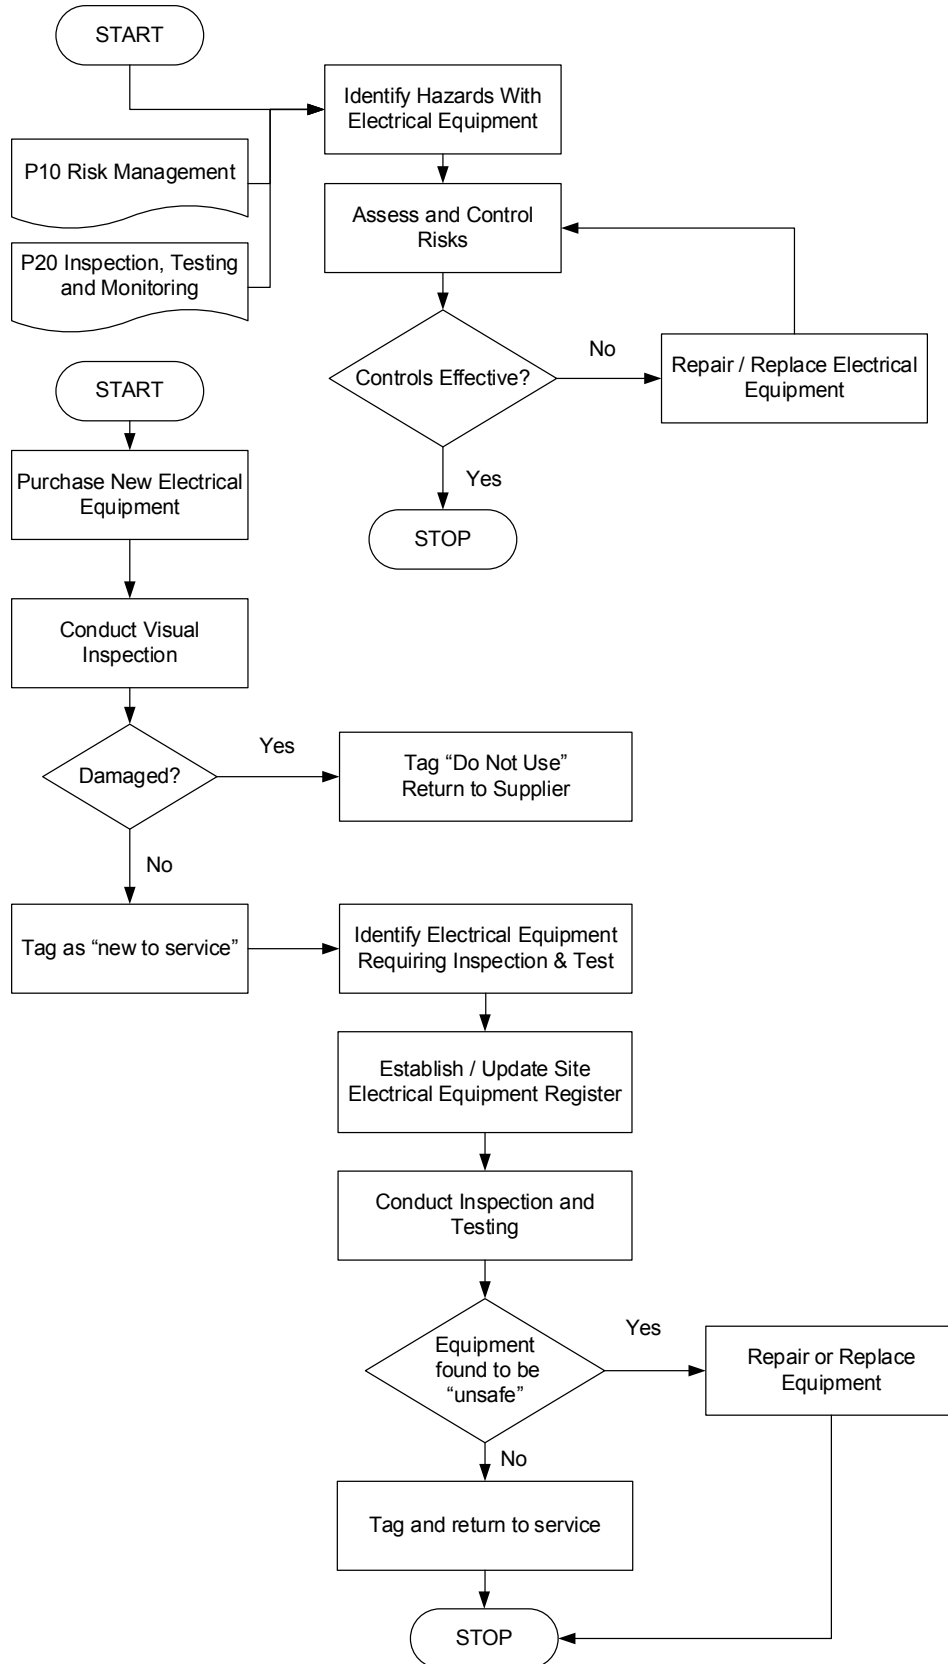 START
Identify Hazards With
Electrical Equipment
P10 Risk Management
P20 Inspection, Testing
and Monitoring
Assess and Control
Risks
Controls Effective?
No
Repair / Replace Electrical
Equipment
Yes
STOP
START
Purchase New Electrical
Equipment
Conduct Visual
Inspection
Damaged?
Yes
Tag “Do Not Use”
Return to Supplier
No
Tag as “new to service”
Identify Electrical Equipment
Requiring Inspection & Test
Establish / Update Site
Electrical Equipment Register
Conduct Inspection and
Testing
Equipment
found to be
“unsafe”
Yes
Repair or Replace
Equipment
No
Tag and return to service
STOP